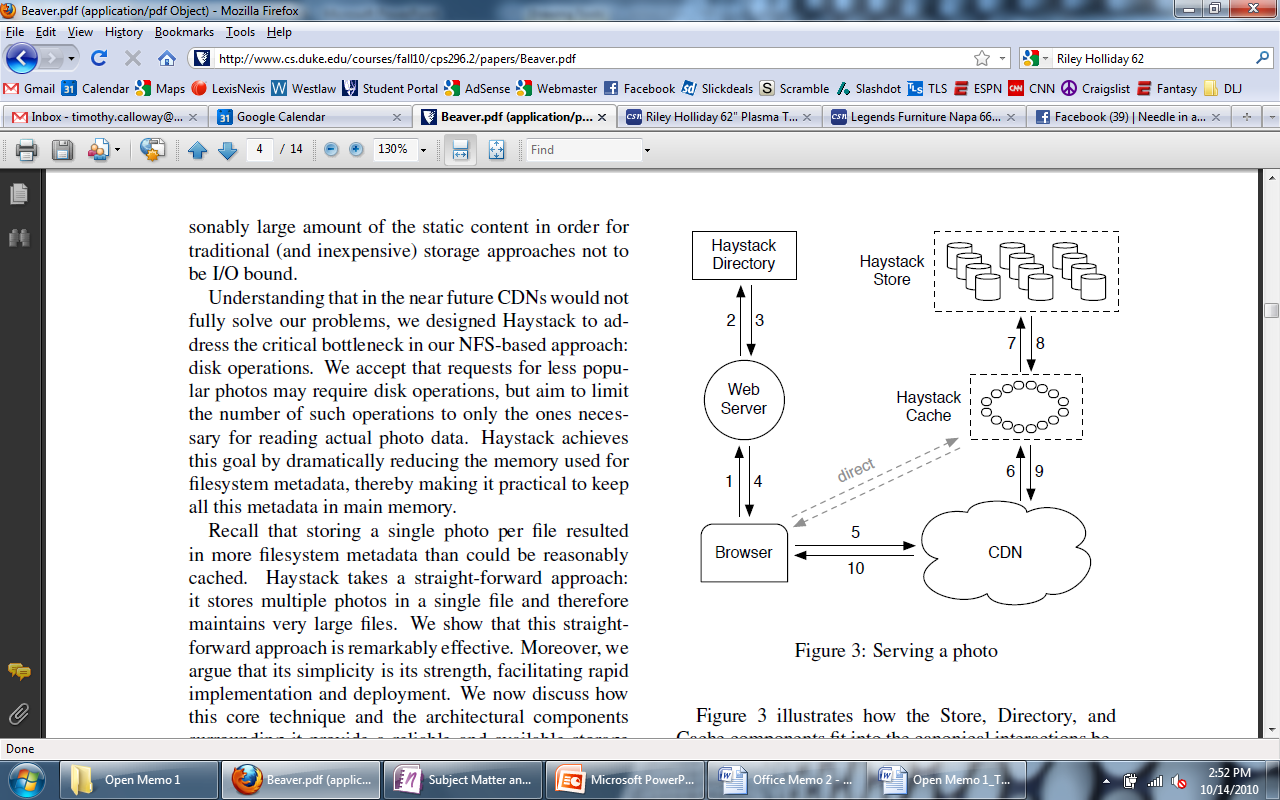 Beaver.pdf (application/pdf Object) - Mozilla Firefox
File Edit View History Bookmarks Tools Help
http://www.cs.duke.edu/courses/fall10/cps296.2/papers/Beaver.pdf
Riley Holliday 62
Gmail Calendar Maps LexisNexis Westlaw Student Portal AdSense Webmaster Facebook Slickdeals Scramble Slashdot TLS ESPN CNN Craigslist Fantasy DLJ
Inbox - timothy.calloway@... Google Calendar Beaver.pdf (application/p... Riley Holliday 62" Plasma T... Legends Furniture Napa 66... Facebook (39) | Needle in a...
4 / 14 130% Find
sonably large amount of the static content in order for
traditional (and inexpensive) storage approaches not to
be I/O bound.
Understanding that in the near future CDNs would not
fully solve our problems, we designed Haystack to ad-
dress the critical bottleneck in our NFS-based approach:
disk operations. We accept that requests for less popu-
lar photos may require disk operations, but aim to limit
the number of such operations to only the ones neces-
sary for reading actual photo data. Haystack achieves
this goal by dramatically reducing the memory used for
filesystem metadata, thereby making it practical to keep
all this metadata in main memory.
Recall that storing a single photo per file resulted
in more filesystem metadata than could be reasonably
cached. Haystack takes a straight-forward approach:
it stores multiple photos in a single file and therefore
maintains very large files. We show that this straight-
forward approach is remarkably effective. Moreover, we
argue that its simplicity is its strength, facilitating rapid
implementation and deployment. We now discuss how
this core technique and the architectural components
surrounding it provide a reliable and available storage
Haystack
Directory
Haystack
Store
2 3
7 8
Web
Server
Haystack
Cache
direct
1 4
6 9
Browser
5
10
CDN
Figure 3: Serving a photo
Figure 3 illustrates how the Store, Directory, and
Cache components fit into the canonical interactions be-
Done
Open Memo 1 Beaver.pdf (applic... Subject Matter an... Microsoft PowerP... Office Memo 2 - ... Open Memo 1_T...
2:52 PM
10/14/2010